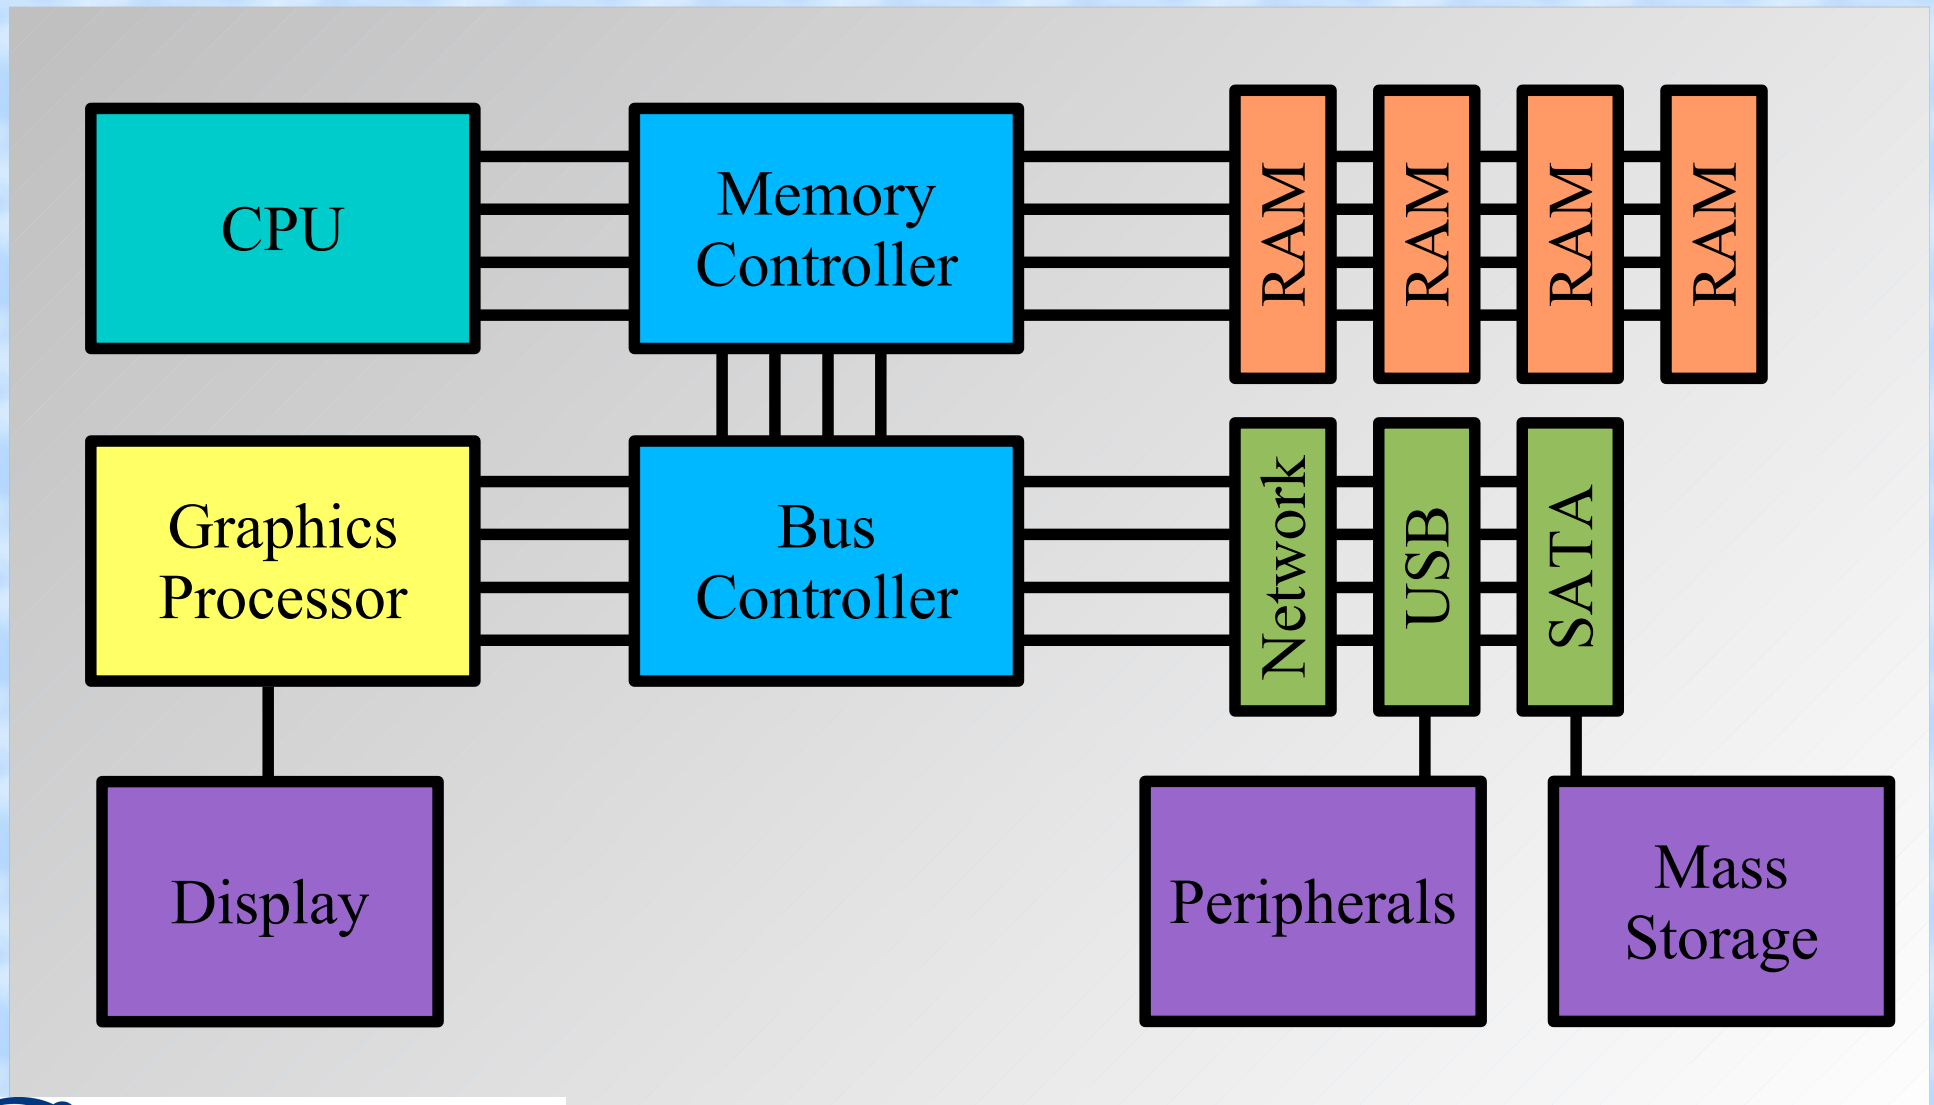 CPU
Memory
Controller
RAM
RAM
RAM
RAM
Graphics
Processor
Bus
Controller
Network
USB
SATA
Display
Peripherals
Mass
Storage